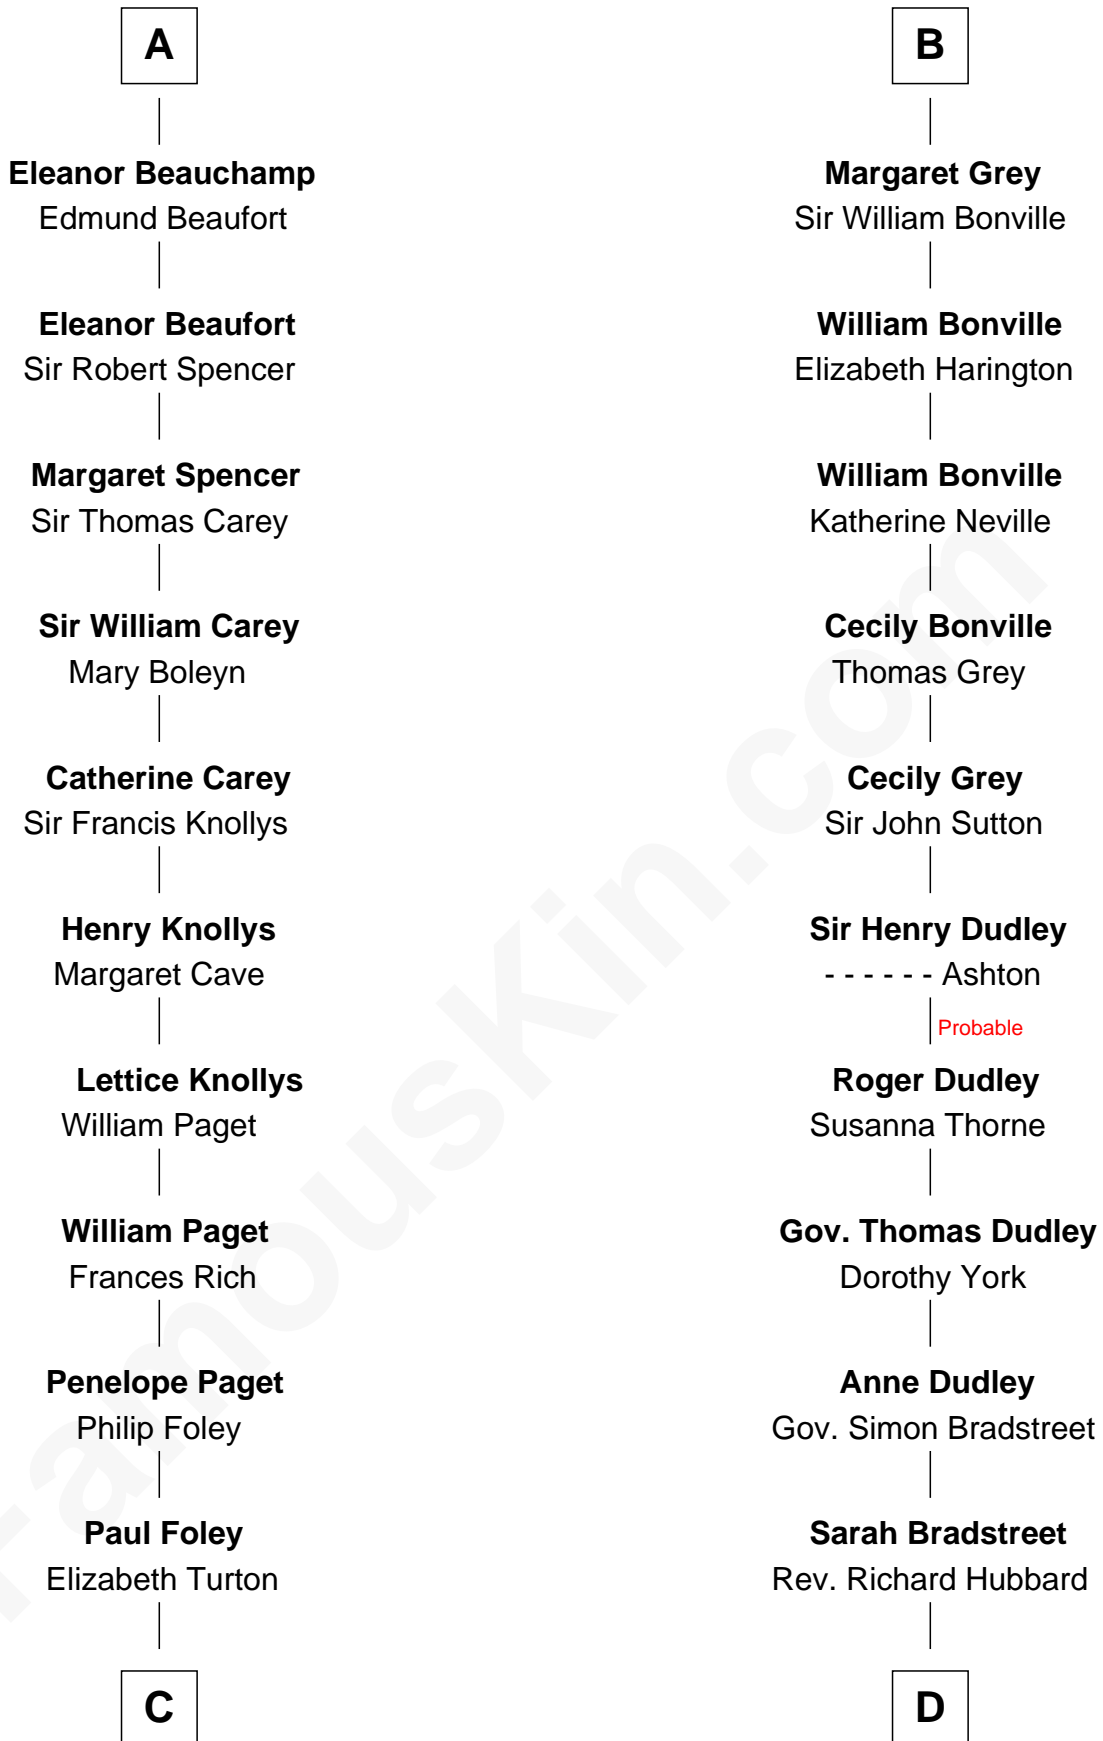 A
Eleanor Beauchamp
Edmund Beaufort
Eleanor Beaufort
Sir Robert Spencer
Margaret Spencer
Sir Thomas Carey
Sir William Carey
Mary Boleyn
Catherine Carey
Sir Francis Knollys
Henry Knollys
Margaret Cave
Lettice Knollys
William Paget
William Paget
Frances Rich
Penelope Paget
Philip Foley
Paul Foley
Elizabeth Turton
C
B
Margaret Grey
Sir William Bonville
William Bonville
Elizabeth Harington
William Bonville
Katherine Neville
Cecily Bonville
Thomas Grey
Cecily Grey
Sir John Sutton
Sir Henry Dudley
- - - - - - Ashton
Probable
Roger Dudley
Susanna Thorne
Gov. Thomas Dudley
Dorothy York
Anne Dudley
Gov. Simon Bradstreet
Sarah Bradstreet
Rev. Richard Hubbard
D
FamousKin.com